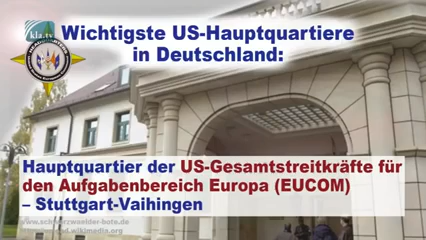 kla.tv
Wichtigste US-Hauptquartiere
in Deutschland:
Hauptquartier der US-Gesamtstreitkräfte für
den Aufgabenbereich Europa (EUCOM)
– Stuttgart-Vaihingen
www.schwarzwaelder-bote.de
wikimedia.org